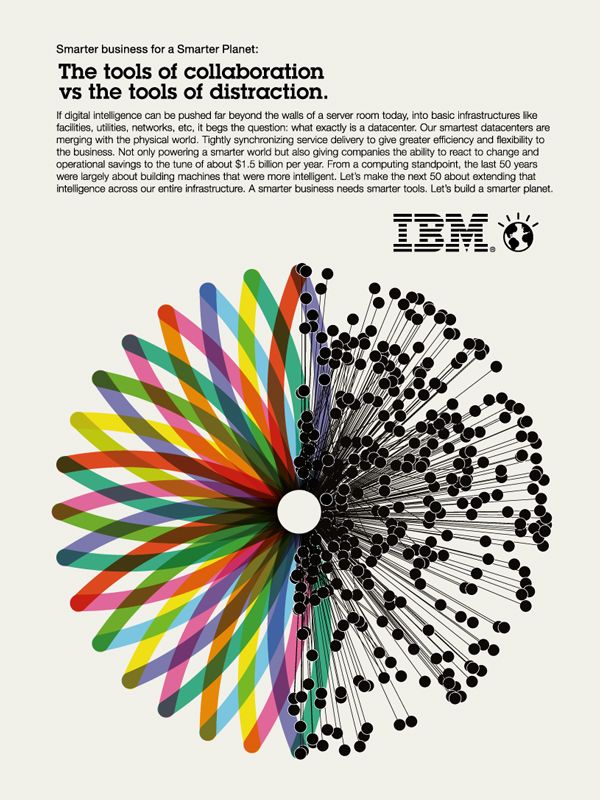 Smarter business for a Smarter Planet:
The tools of collaboration
vs the tools of distraction.
If digital intelligence can be pushed far beyond the walls of a server room today, into basic infrastructures like
facilities, utilities, networks, etc, it begs the question: what exactly is a datacenter. Our smartest datacenters are
merging with the physical world. Tightly synchronizing service delivery to give greater efficiency and flexibility to
the business. Not only powering a smarter world but also giving companies the ability to react to change and
operational savings to the tune of about $1.5 billion per year. From a computing standpoint, the last 50 years
were largely about building machines that were more intelligent. Let's make the next 50 about extending that
intelligence across our entire infrastructure. A smarter business needs smarter tools. Let's build a smarter planet.
IBM®